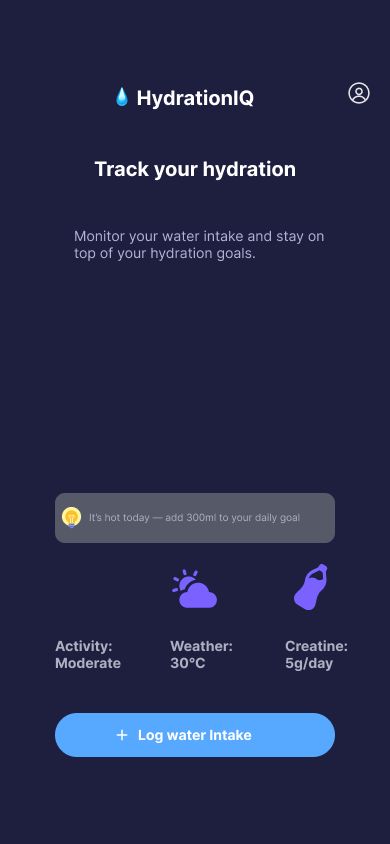 HydrationIQ
Track your hydration
Monitor your water intake and stay on
top of your hydration goals.
It's hot today — add 300ml to your daily goal
Activity:
Moderate
Weather:
30°C
Creatine:
5g/day
+ Log water Intake